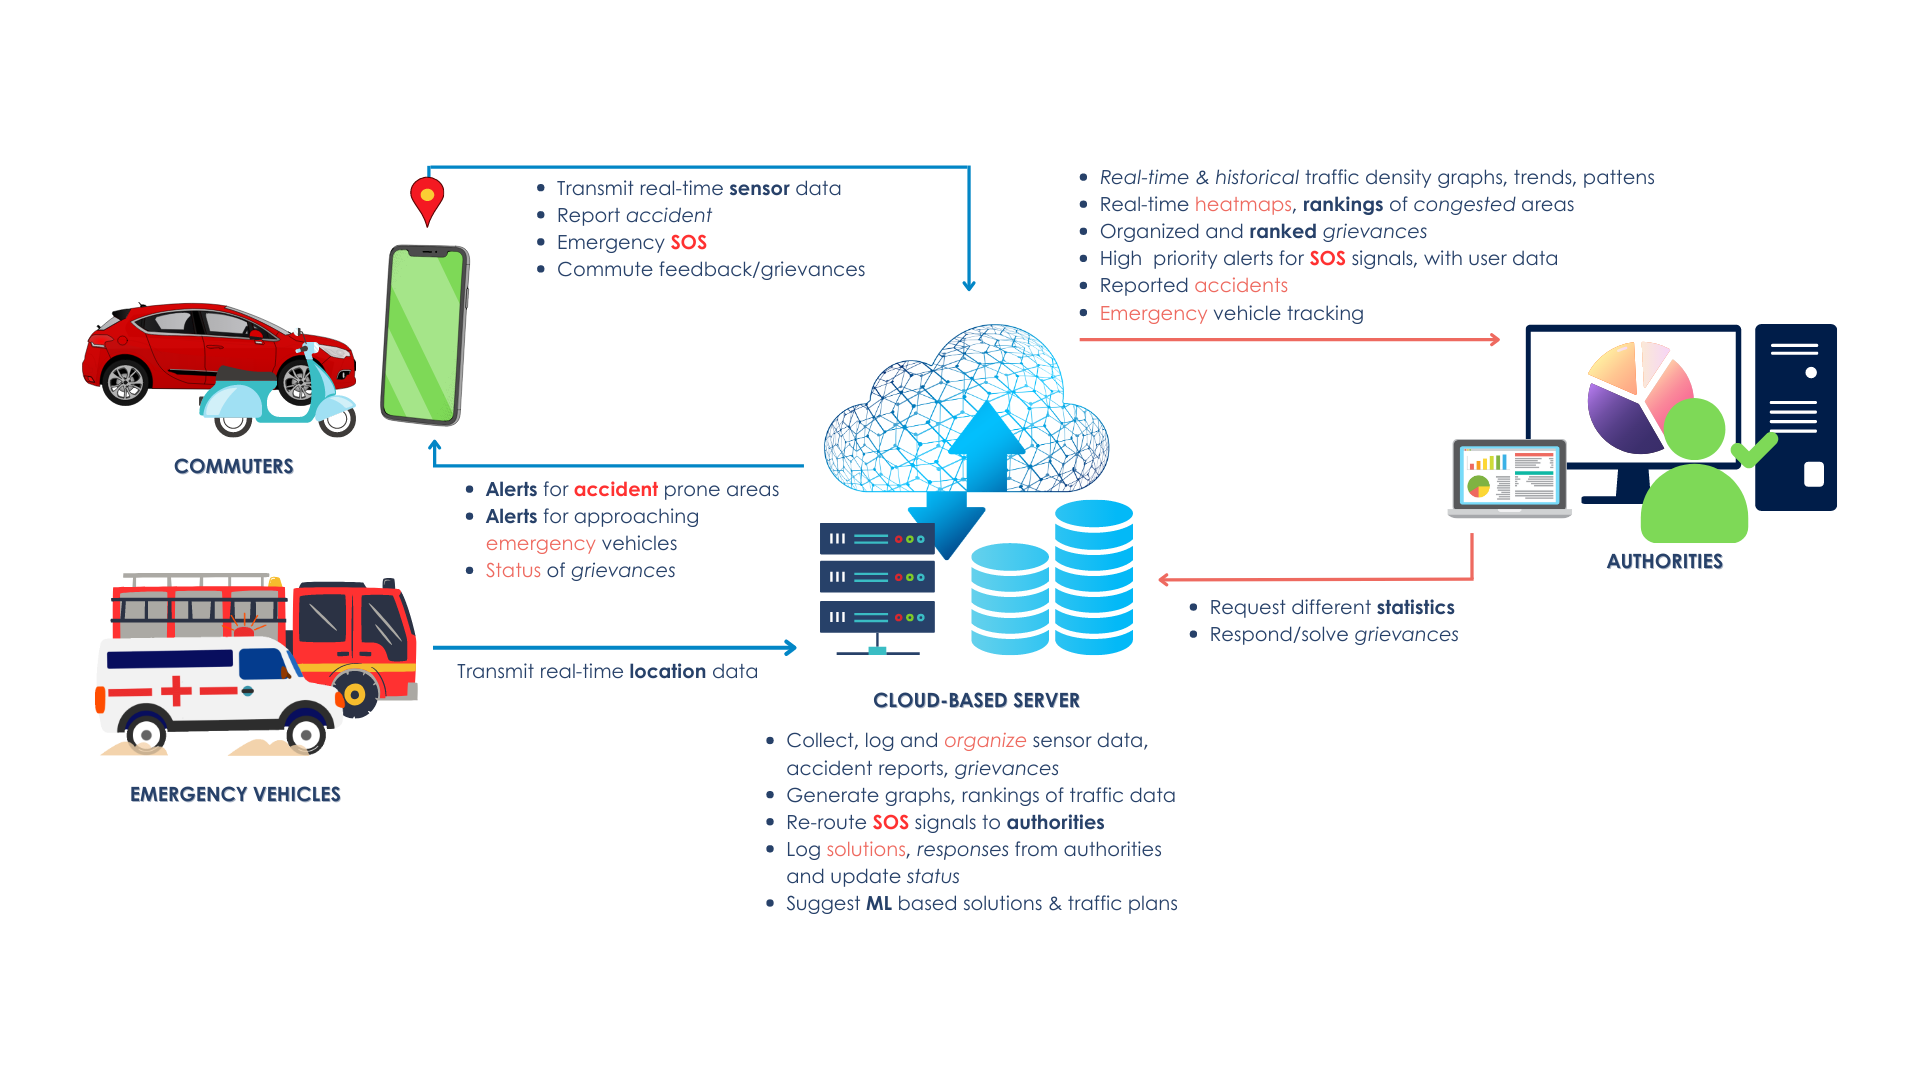 Transmit real-time sensor data
Report accident
Emergency SOS
Commute feedback/grievances
Real-time & historical traffic density graphs, trends, pattens
Real-time heatmaps, rankings of congested areas
Organized and ranked grievances
High priority alerts for SOS signals, with user data
Reported accidents
Emergency vehicle tracking
COMMUTERS
Alerts for accident prone areas
Alerts for approaching
emergency vehicles
Status of grievances
AUTHORITIES
Request different statistics
Respond/solve grievances
Transmit real-time location data
EMERGENCY VEHICLES
CLOUD-BASED SERVER
Collect, log and organize sensor data,
accident reports, grievances
Generate graphs, rankings of traffic data
Re-route SOS signals to authorities
Log solutions, responses from authorities
and update status
Suggest ML based solutions & traffic plans